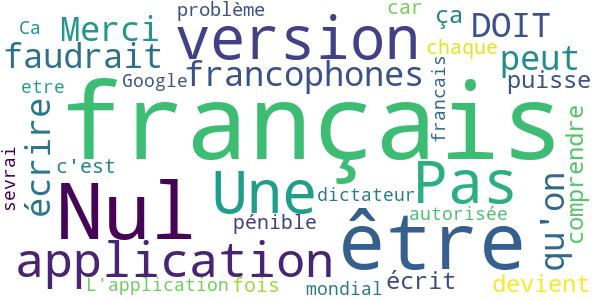 problème car ça DOIT
Ca Merci version chaque
faudrait Google francophones francais peut puisse
etre français
écrire c'est Une dictateur Pas qu'on comprendre
sevrai Nul pénible être autorisée
application écrit devient
L'application fois mondial